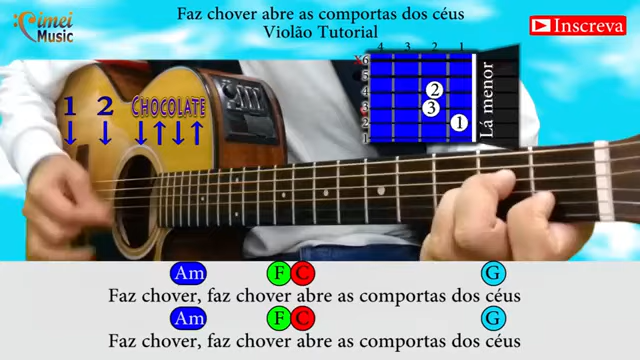 Cimei Music
Faz chover abre as comportas dos céus
Violão Tutorial
Inscreva
4 3 2 1
X6
5
4
3
2
1
2
3
1
Lá menor
1 2 CHOCOLATE
Am F C G
Faz chover, faz chover abre as comportas dos céus
Am F C G
Faz chover, faz chover abre as comportas dos céus